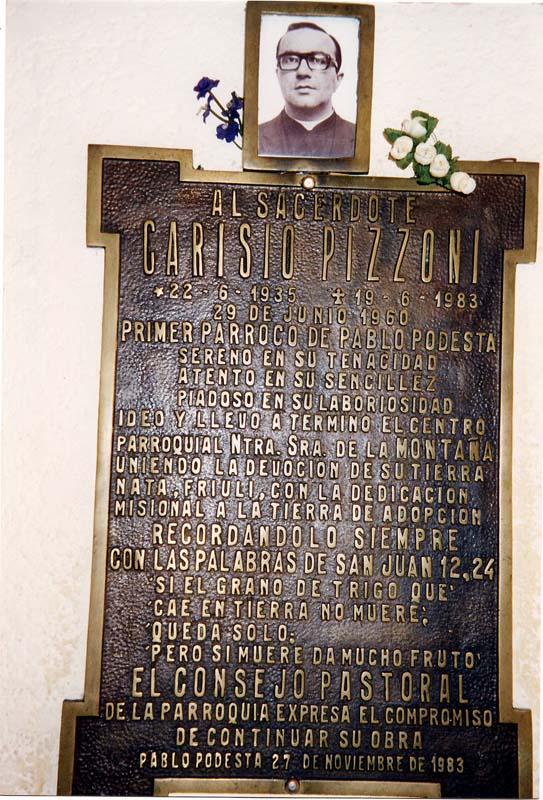 AL SACERDOTE
CARISIO PIZZONI
*22-6-1935 ✝19-6-1983
29 DE JUNIO 1960
PRIMER PARROCO DE PABLO PODESTA
SERENO EN SU TENACIDAD
ATENTO EN SU SENCILLEZ
PIADOSO EN SU LABORIOSIDAD
IDEO Y LLEVO A TERMINO EL CENTRO
PARROQUIAL NTRA. SRA. DE LA MONTAÑA
UNIENDO LA DEVOCION DE SU TIERRA
NATA, FRIULI, CON LA DEDICACION
MISIONAL A LA TIERRA DE ADOPCION
RECORDANDOLO SIEMPRE
CON LAS PALABRAS DE SAN JUAN 12,24
'SI EL GRANO DE TRIGO QUE'
'CAE EN TIERRA NO MUERE;
'QUEDA SOLO:
'PERO SI MUERE DA MUCHO FRUTO'
EL CONSEJO PASTORAL
DE LA PARROQUIA EXPRESA EL COMPROMISO
DE CONTINUAR SU OBRA
PABLO PODESTA 27 DE NOVIEMBRE DE 1983